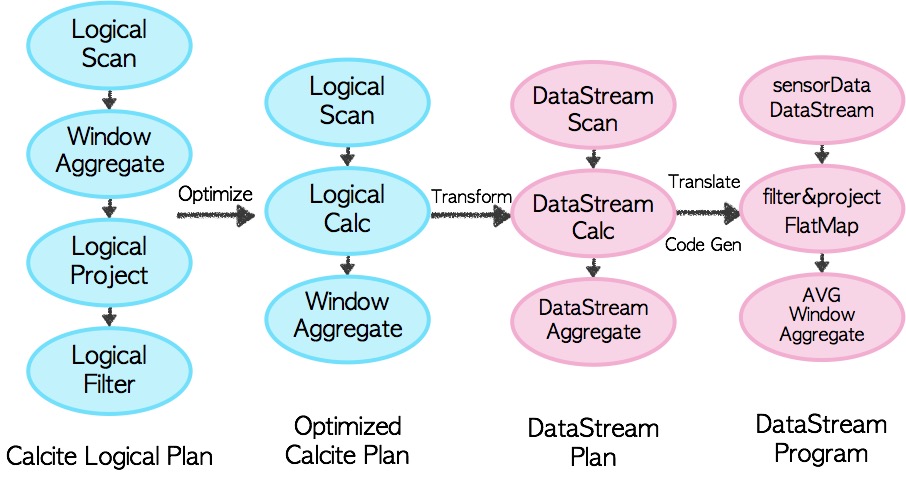 Logical
Scan
Window
Aggregate
Logical
Project
Logical
Filter
Calcite Logical Plan
Optimize
Logical
Scan
Logical
Calc
Window
Aggregate
Optimized
Calcite Plan
Transform
DataStream
Scan
DataStream
Calc
DataStream
Aggregate
DataStream
Plan
Translate
Code Gen
sensorData
DataStream
filter&project
FlatMap
AVG
Window
Aggregate
DataStream
Program